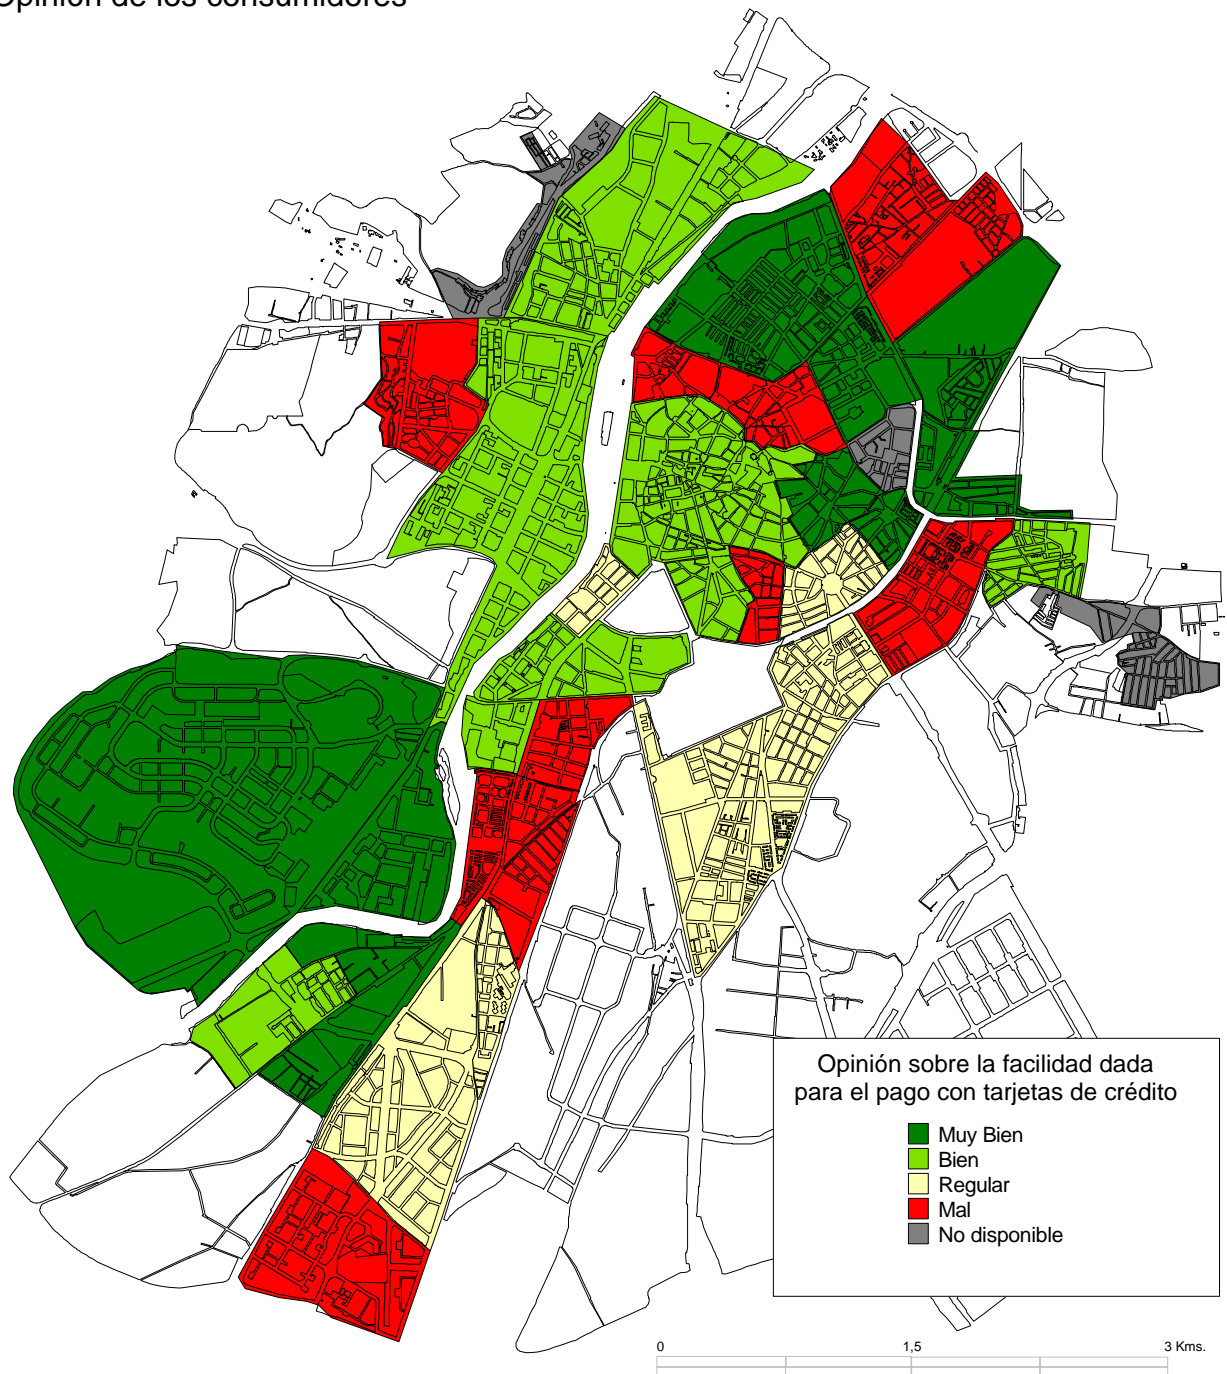 Opinión de los consumidores
Opinión sobre la facilidad dada
para el pago con tarjetas de crédito
Muy Bien
Bien
Regular
Mal
No disponible
0 1,5 3 Kms.